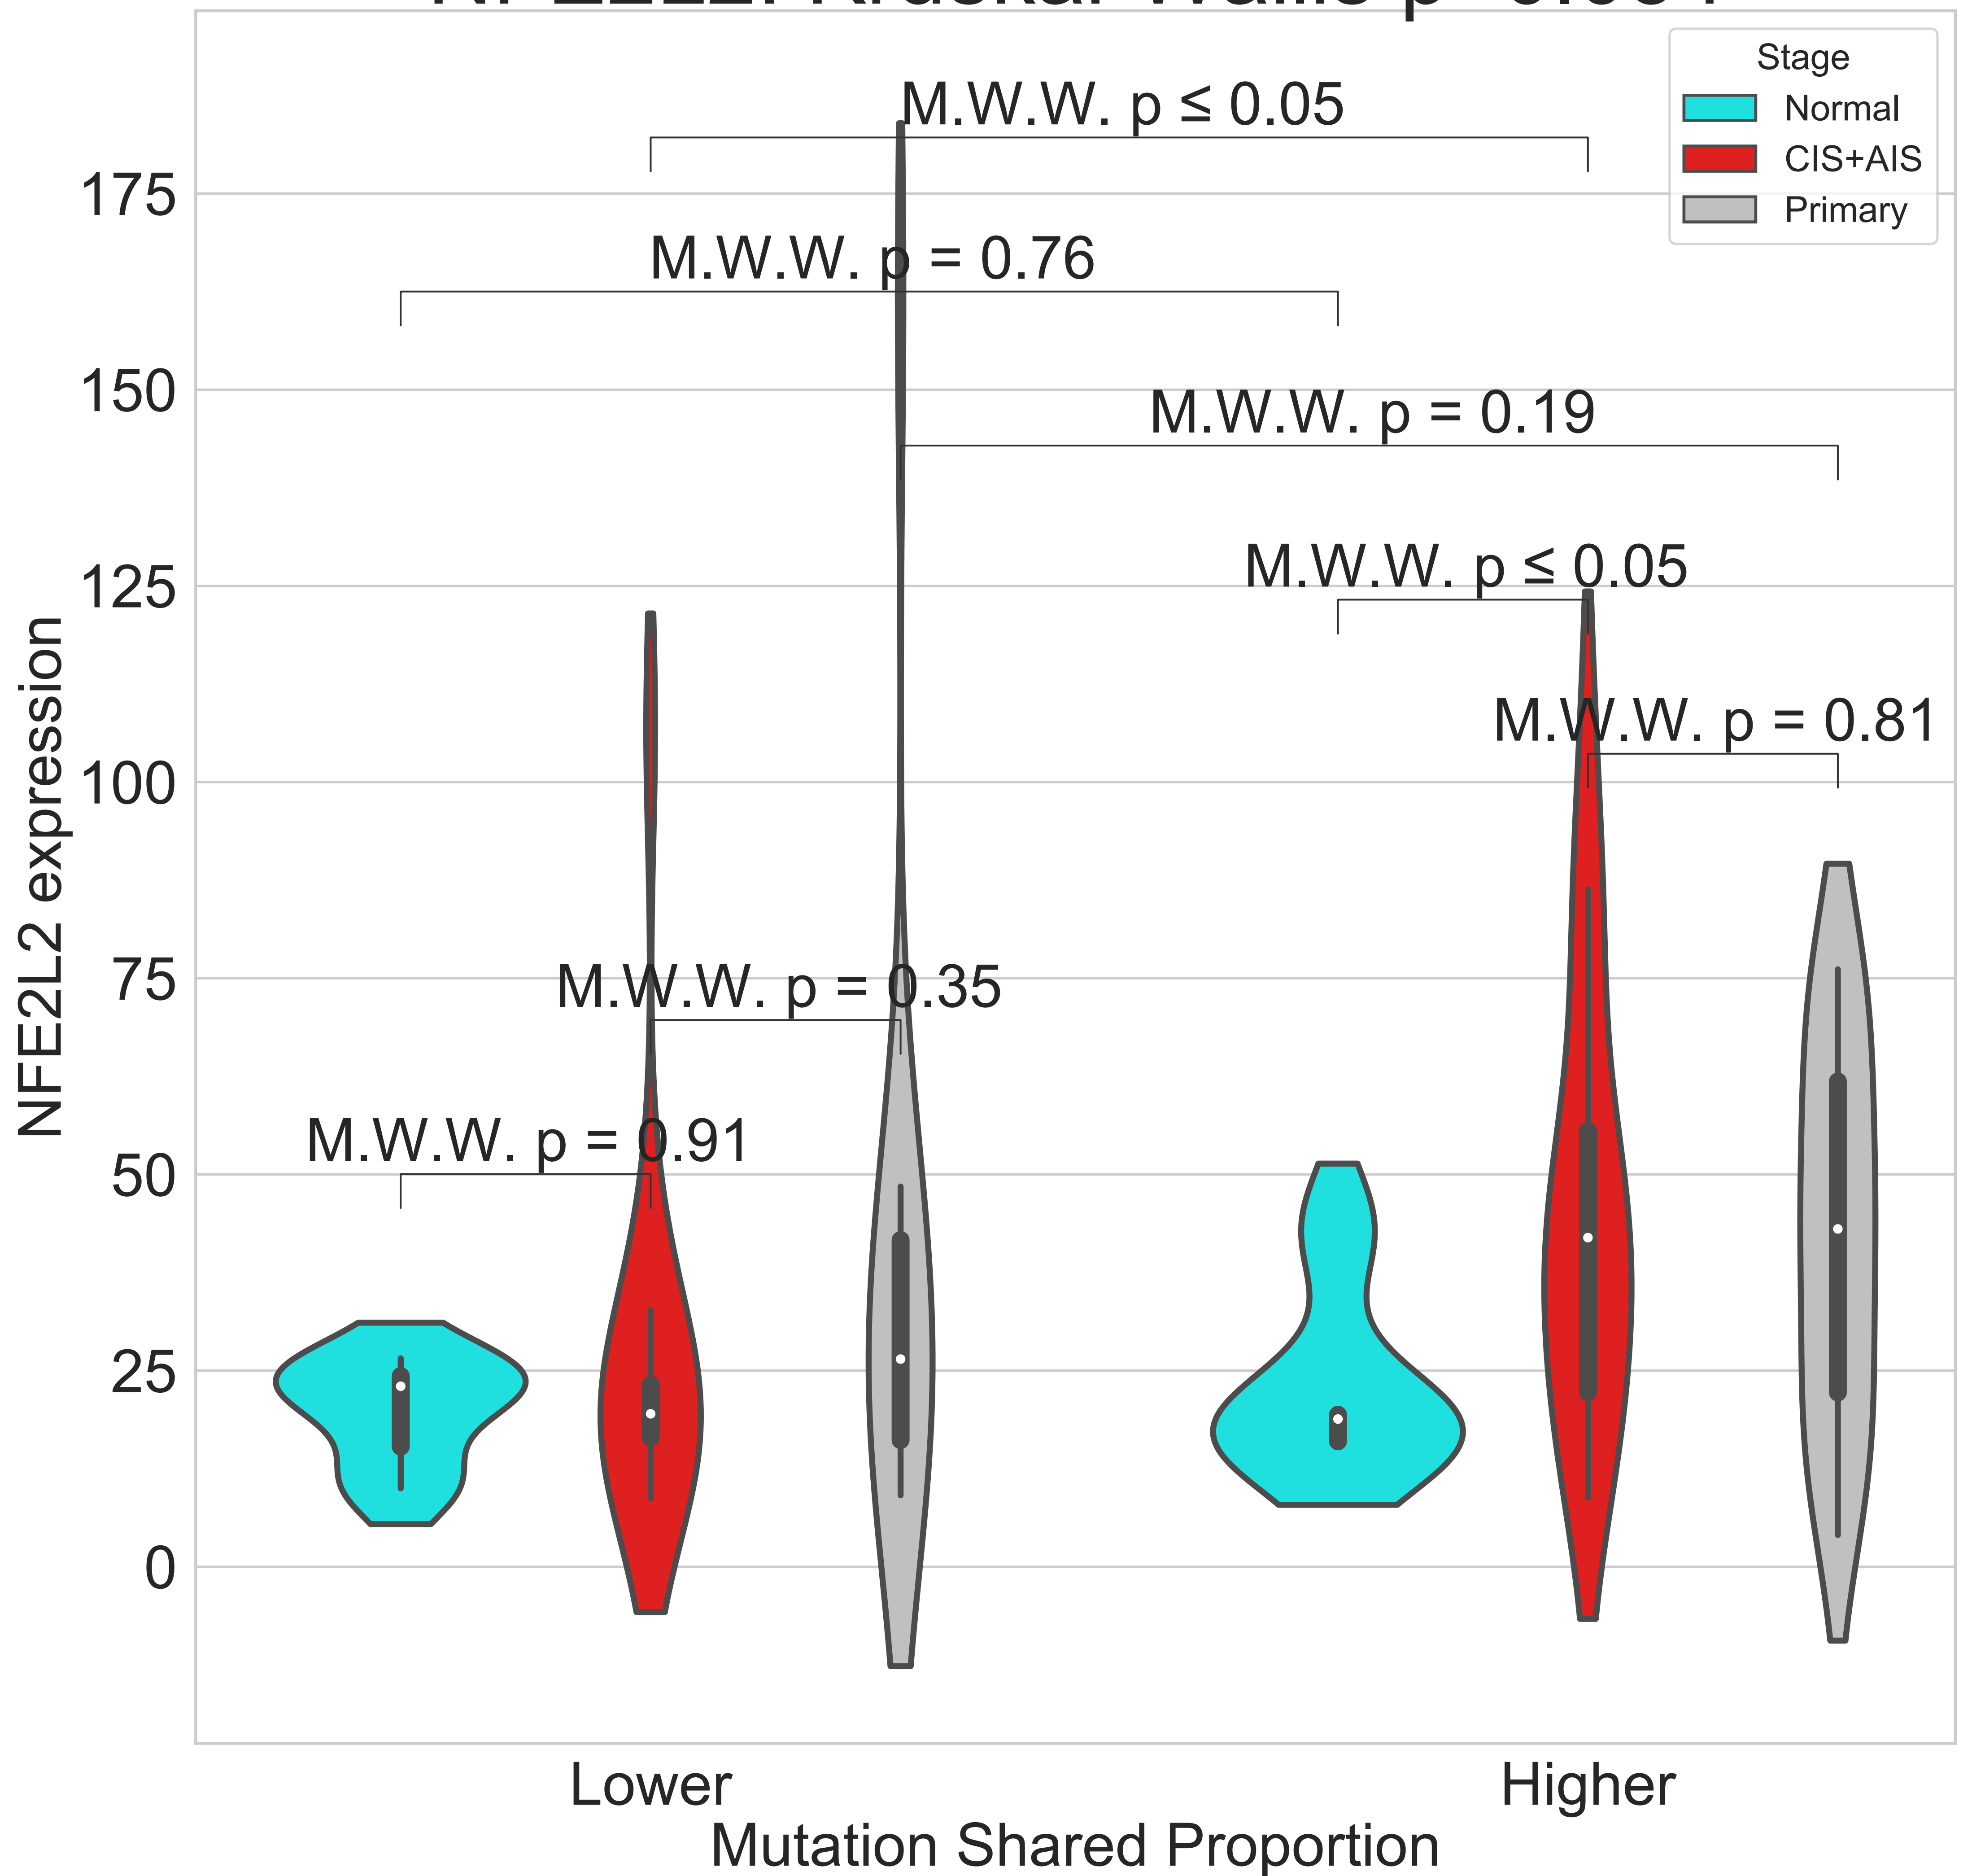 Stage
Normal
CIS+AIS
Primary
M.W.W. p ≤ 0.05
175
M.W.W. p = 0.76
150
M.W.W. p = 0.19
125
M.W.W. p ≤ 0.05
M.W.W. p = 0.81
100
75
M.W.W. p = 0.35
M.W.W. p = 0.91
50
25
0
NFE2L2 expression
Lower
Higher
Mutation Shared Proportion